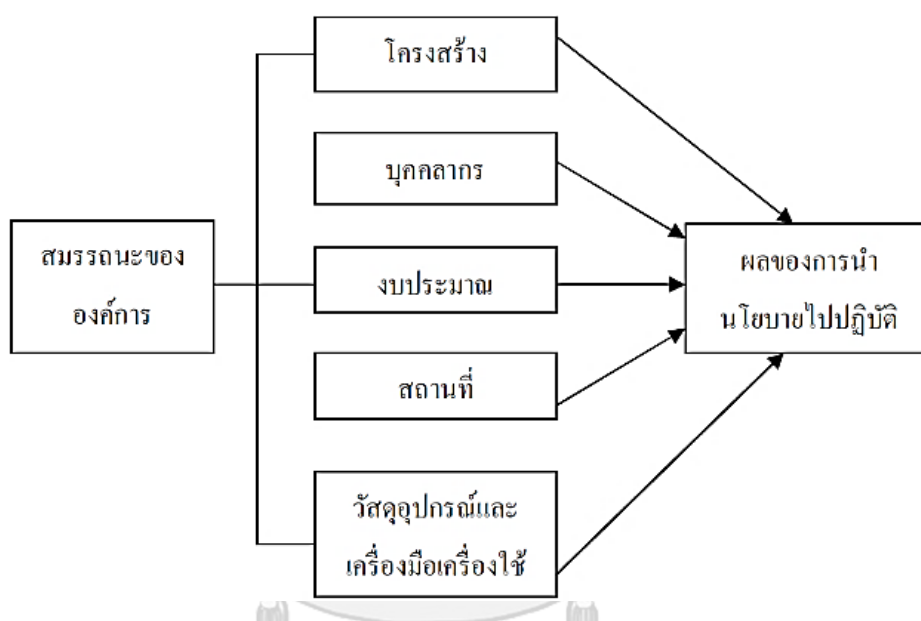 โครงสร้าง
บุคคลากร
สมรรถนะของ
องค์การ
งบประมาณ
ผลของการนำ
นโยบายไปปฏิบัติ
สถานที่
วัสดุอุปกรณ์และ
เครื่องมือเครื่องใช้